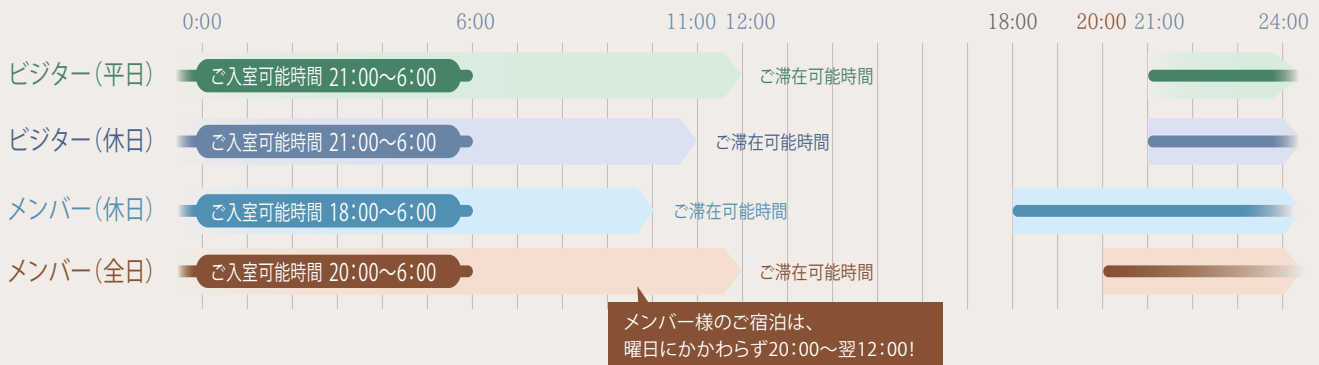 0:00 6:00 11:00 12:00 18:00 20:00 21:00 24:00
ビジター(平日) ご入室可能時間 21:00〜6:00 ご滞在可能時間
ビジター(休日) ご入室可能時間 21:00〜6:00 ご滞在可能時間
メンバー(休日) ご入室可能時間 18:00〜6:00 ご滞在可能時間
メンバー(全日) ご入室可能時間 20:00〜6:00 ご滞在可能時間
メンバー様のご宿泊は、
曜日にかかわらず20:00〜翌12:00!